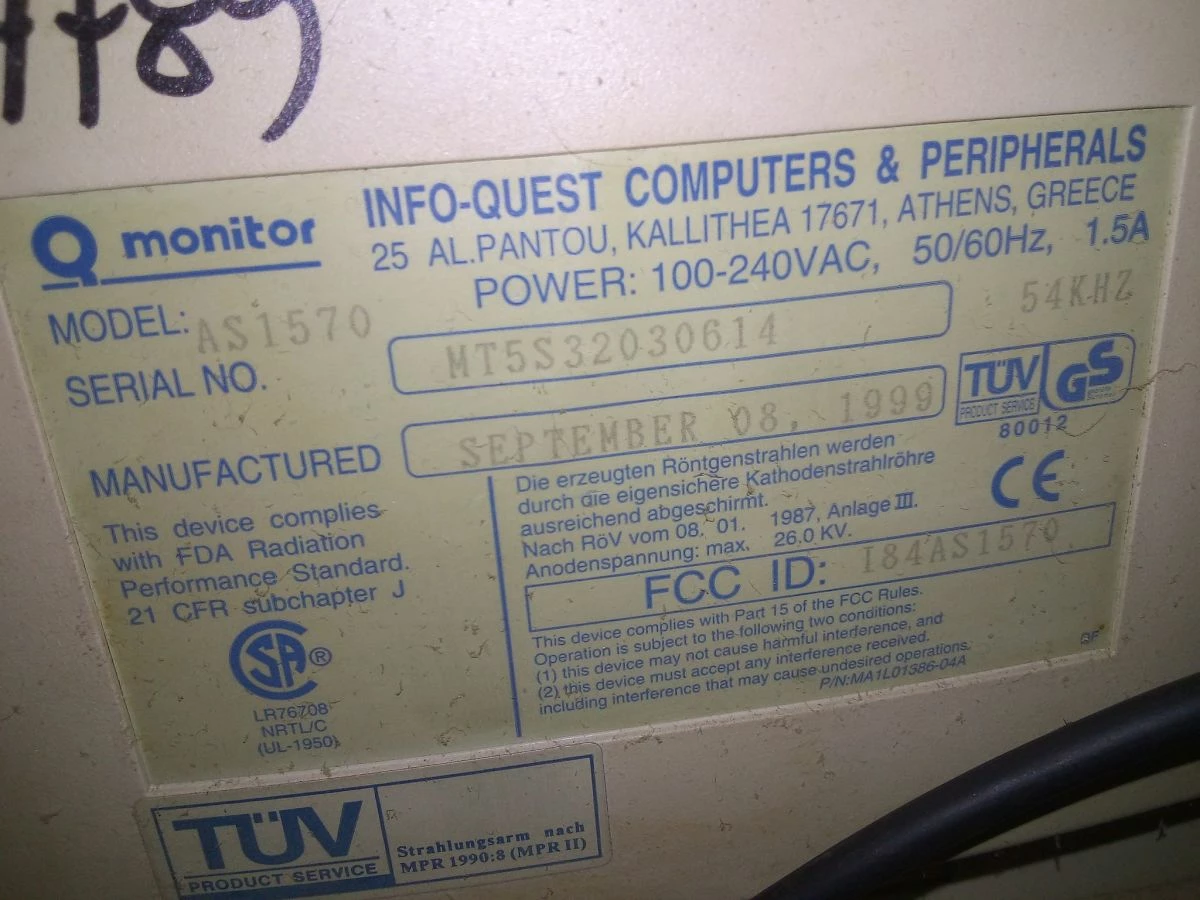 789
Q monitor
INFO-QUEST COMPUTERS & PERIPHERALS
25 AL.PANTOU, KALLITHEA 17671, ATHENS, GREECE
POWER: 100-240VAC, 50/60Hz, 1.5A
MODEL: AS1570
54KHZ
SERIAL NO. MT5S32030614
MANUFACTURED SEPTEMBER 08, 1999
TÜV
PRODUCT SERVICE
GS
80012
This device complies
with FDA Radiation
Performance Standard.
21 CFR subchapter J
SA®
LR76708
NRTL/C
(UL-1950)
Die erzeugten Röntgenstrahlen werden
durch die eigensichere Kathodenstrahlröhre
ausreichend abgeschirmt.
Nach RöV vom 08. 01. 1987, Anlage III.
Anodenspannung: max. 26.0 KV.
CE
FCC ID: I84AS1570
This device complies with Part 15 of the FCC Rules.
Operation is subject to the following two conditions:
(1) this device may not cause harmful interference, and
(2) this device must accept any interference received.
including interference that may cause undesired operations.
P/N:MA1L01386-04A
TÜV
PRODUCT SERVICE
Strahlungsarm nach
MPR 1990:8 (MPR II)